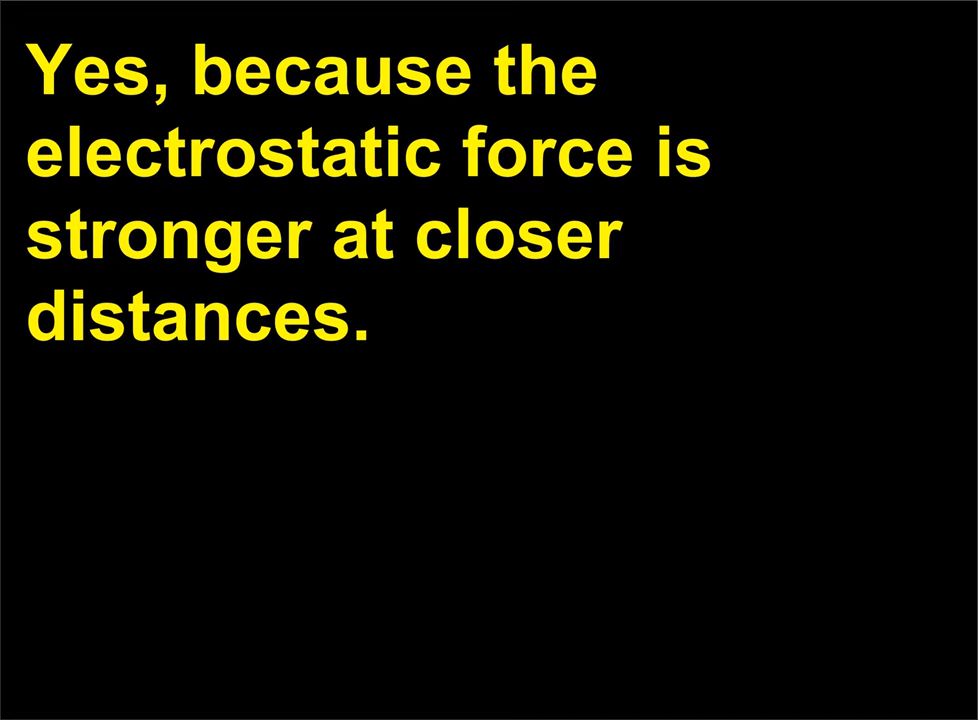 Yes, because the
electrostatic force is
stronger at closer
distances.